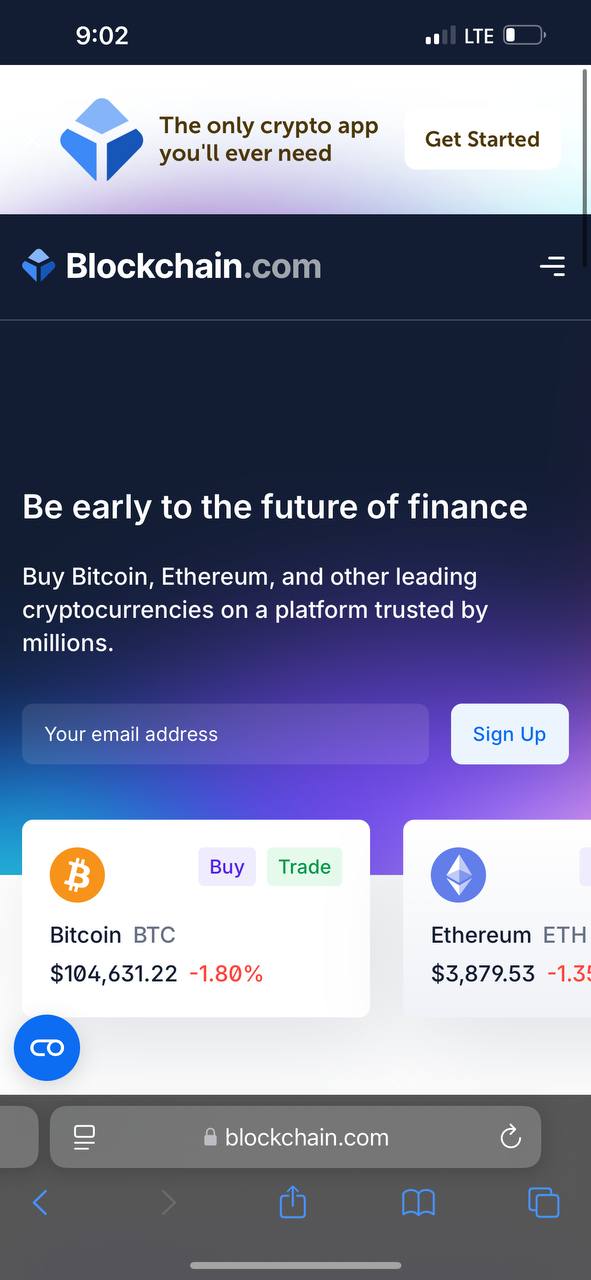 9:02
LTE
The only crypto app
you'll ever need
Get Started
Blockchain.com
Be early to the future of finance
Buy Bitcoin, Ethereum, and other leading
cryptocurrencies on a platform trusted by
millions.
Your email address
Sign Up
Buy
Trade
Bitcoin BTC
$104,631.22 -1.80%
Ethereum ETH
$3,879.53 -1.35
blockchain.com